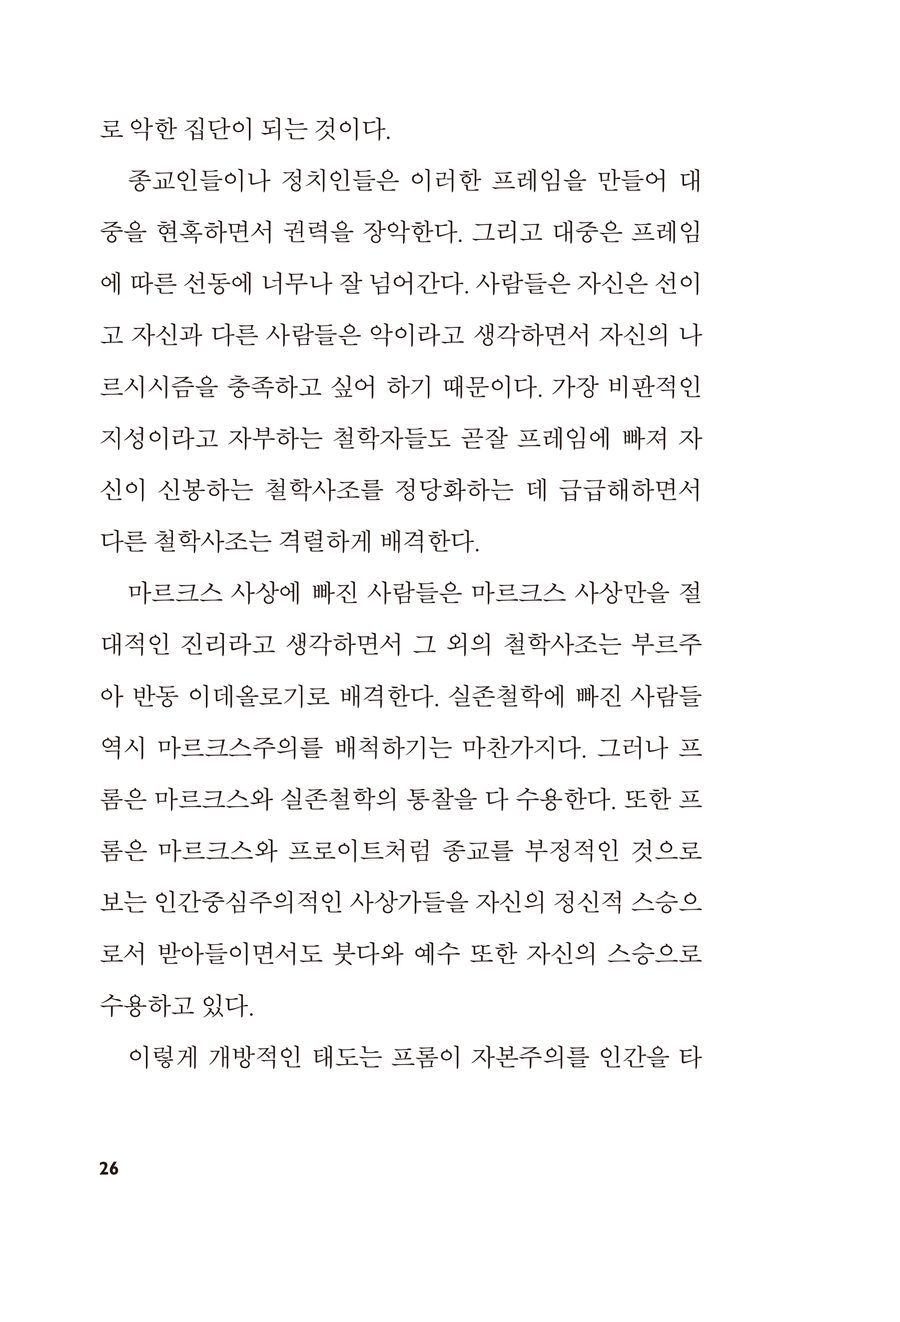 로 악한 집단이 되는 것이다.
종교인들이나 정치인들은 이러한 프레임을 만들어 대
중을 현혹하면서 권력을 장악한다. 그리고 대중은 프레임
에 따른 선동에 너무나 잘 넘어간다. 사람들은 자신은 선이
고 자신과 다른 사람들은 악이라고 생각하면서 자신의 나
르시시즘을 충족하고 싶어 하기 때문이다. 가장 비판적인
지성이라고 자부하는 철학자들도 곧잘 프레임에 빠져 자
신이 신봉하는 철학사조를 정당화하는 데 급급해하면서
다른 철학사조는 격렬하게 배격한다.
마르크스 사상에 빠진 사람들은 마르크스 사상만을 절
대적인 진리라고 생각하면서 그 외의 철학사조는 부르주
아 반동 이데올로기로 배격한다. 실존철학에 빠진 사람들
역시 마르크스주의를 배척하기는 마찬가지다. 그러나 프
롬은 마르크스와 실존철학의 통찰을 다 수용한다. 또한 프
롬은 마르크스와 프로이트처럼 종교를 부정적인 것으로
보는 인간중심주의적인 사상가들을 자신의 정신적 스승으
로서 받아들이면서도 붓다와 예수 또한 자신의 스승으로
수용하고 있다.
이렇게 개방적인 태도는 프롬이 자본주의를 인간을 타
26